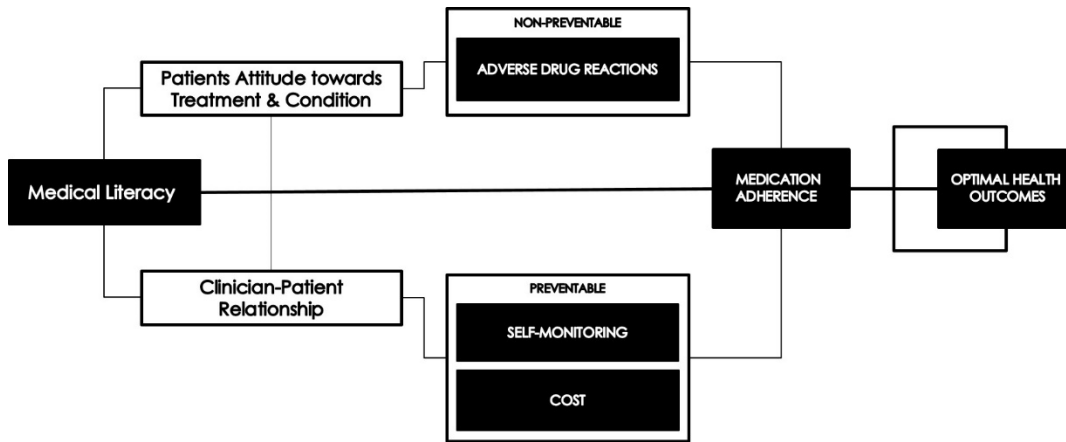 NON-PREVENTABLE
ADVERSE DRUG REACTIONS
Patients Attitude towards
Treatment & Condition
Medical Literacy
MEDICATION
ADHERENCE
OPTIMAL HEALTH
OUTCOMES
Clinician-Patient
Relationship
PREVENTABLE
SELF-MONITORING
COST